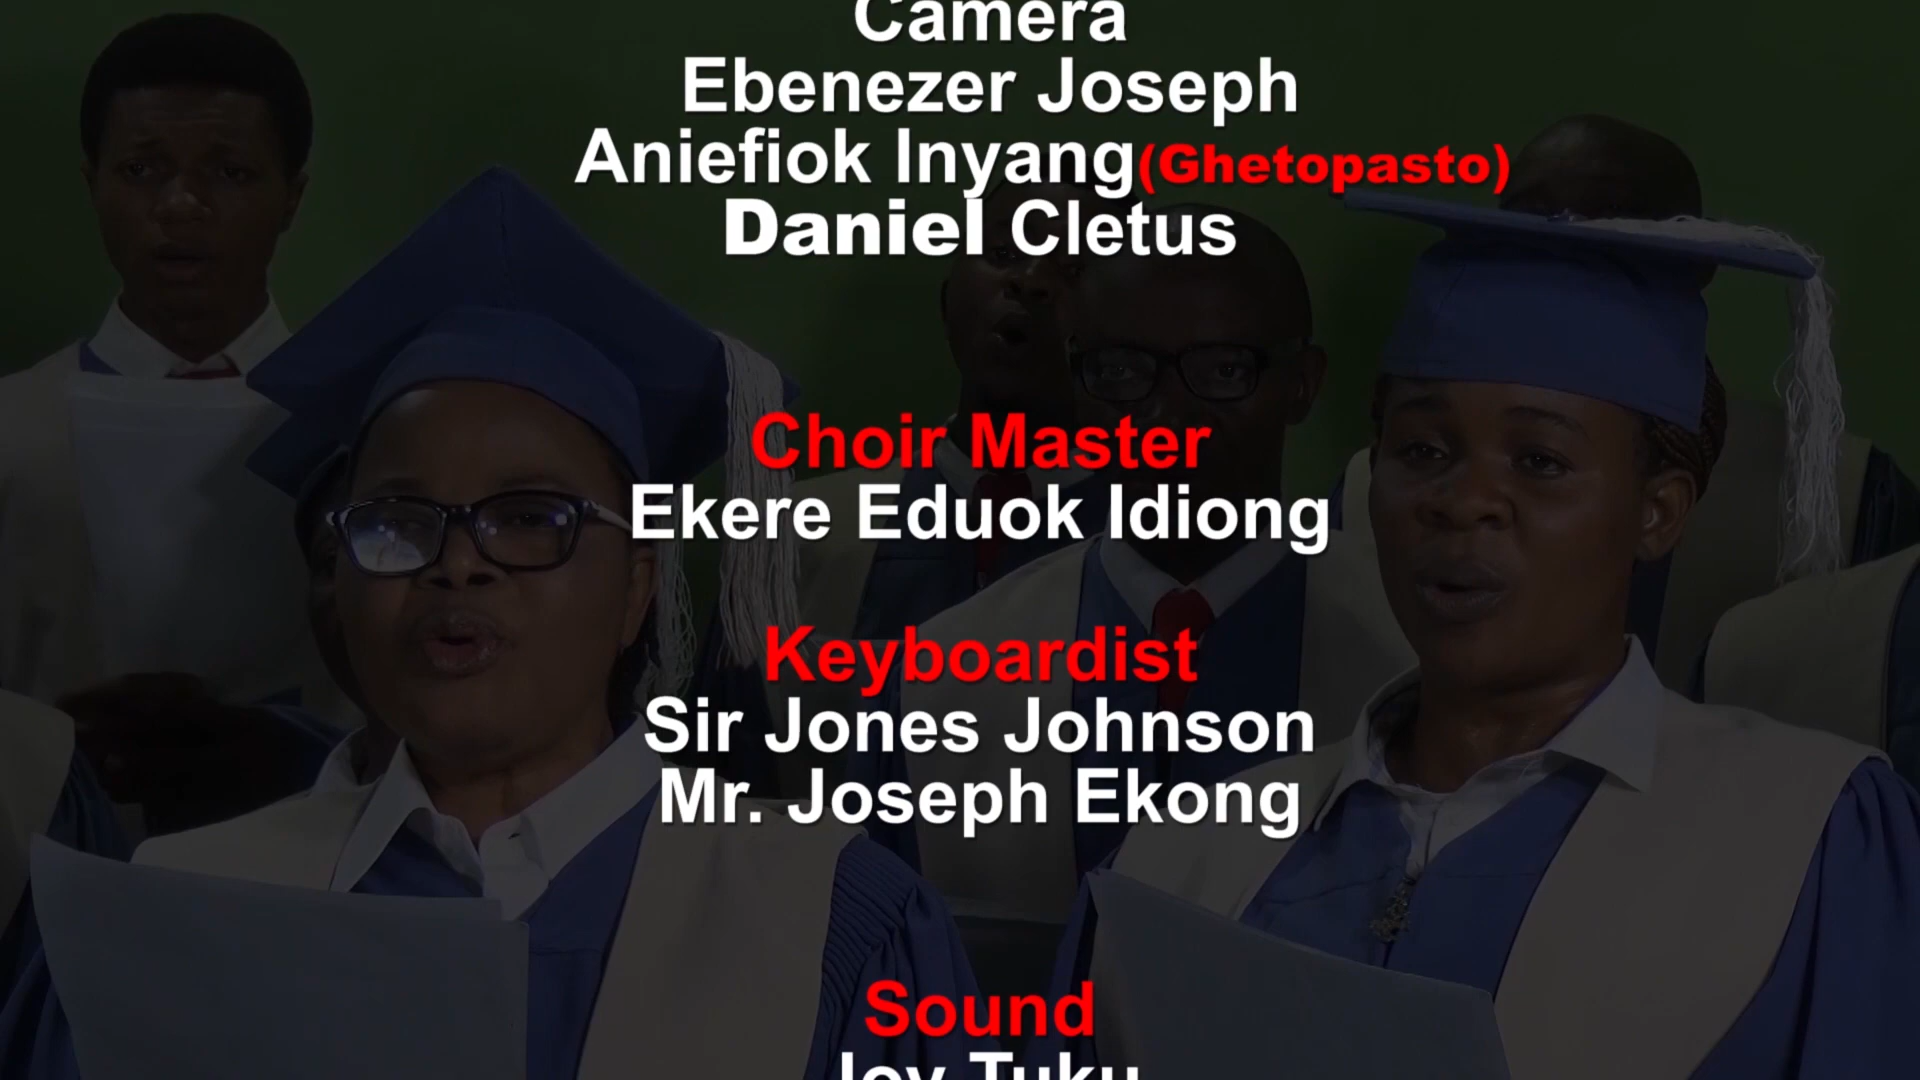 Camera
Ebenezer Joseph
Aniefiok Inyang(Ghetopasto)
Daniel Cletus
Choir Master
Ekere Eduok Idiong
Keyboardist
Sir Jones Johnson
Mr. Joseph Ekong
Sound
Tuku